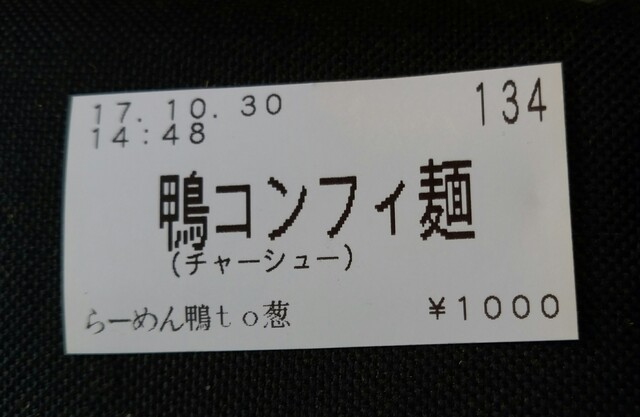 17.10.30 134
14:48
鴨コンフィ麺
(チャーシュー)
らーめん鴨to葱 ¥1000